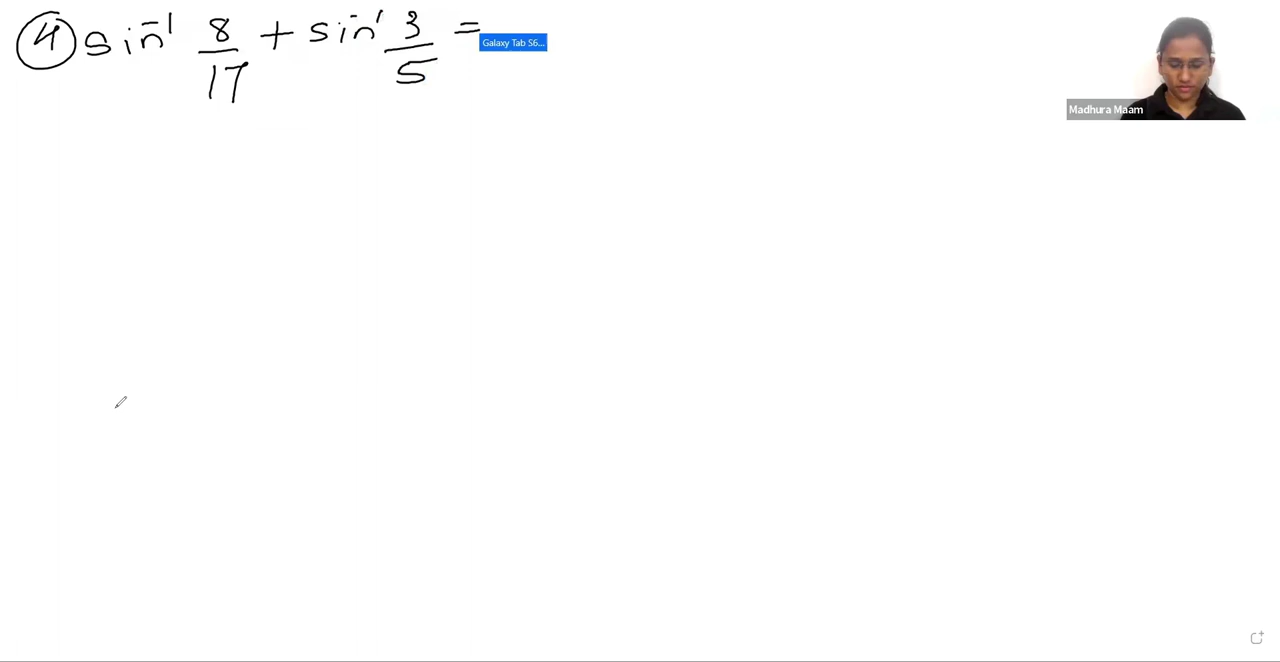 ④ sin⁻¹ 8/17 + sin⁻¹ 3/5 =
Galaxy Tab S6...
Madhura Maam